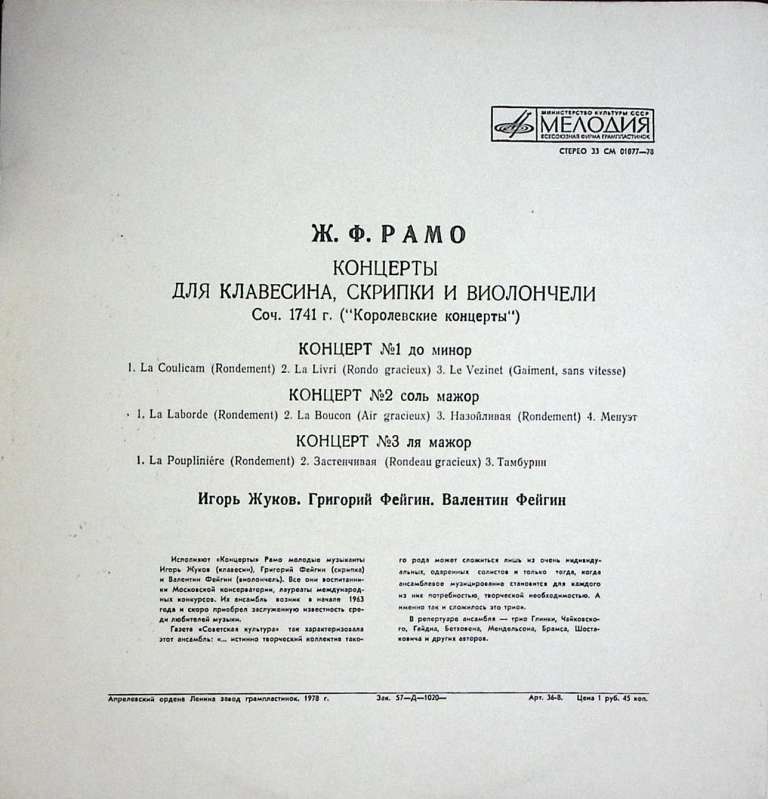 МИНИСТЕРСТВО КУЛЬТУРЫ СССР
МЕЛОДИЯ
ВСЕСОЮЗНАЯ ФИРМА ГРАМПЛАСТИНОК
СТЕРЕО 33 СМ 01877—78
Ж. Ф. РАМО
КОНЦЕРТЫ
ДЛЯ КЛАВЕСИНА, СКРИПКИ И ВИОЛОНЧЕЛИ
Соч. 1741 г. ("Королевские концерты")
КОНЦЕРТ №1 до минор
1. La Coulicam (Rondement) 2. La Livri (Rondo gracieux) 3. Le Vezinet (Gaiment, sans vitesse)
КОНЦЕРТ №2 соль мажор
1. La Laborde (Rondement) 2. La Boucon (Air gracieux) 3. Назойливая (Rondement) 4. Менуэт
КОНЦЕРТ №3 ля мажор
1. La Poupliniére (Rondement) 2. Застенчивая (Rondeau gracieux) 3. Тамбурин
Игорь Жуков. Григорий Фейгин. Валентин Фейгин
Исполняют «Концерты» Рамо молодые музыканты
Игорь Жуков (клавесин), Григорий Фейгин (скрипка)
и Валентин Фейгин (виолончель). Все они воспитанни-
ки Московской консерватории, лауреаты международ-
ных конкурсов. Их ансамбль возник в начале 1963
года и скоро приобрел заслуженную известность сре-
ди любителей музыки.
Газета «Советская культура» так характеризовала
этот ансамбль: «... истинно творческий коллектив тако-
го рода может сложиться лишь из очень индивиду-
альных, одаренных солистов и только тогда, когда
ансамблевое музицирование становится для каждого
из них потребностью, творческой необходимостью. А
именно так и сложилось это трио».
В репертуаре ансамбля — трио Глинки, Чайковско-
го, Гайдна, Бетховена, Мендельсона, Брамса, Шоста-
ковича и других авторов.
Апрелевский ордена Ленина завод грампластинок. 1978 г. Зак. 57—Д—1020— Арт. 36-8. Цена 1 руб. 45 коп.